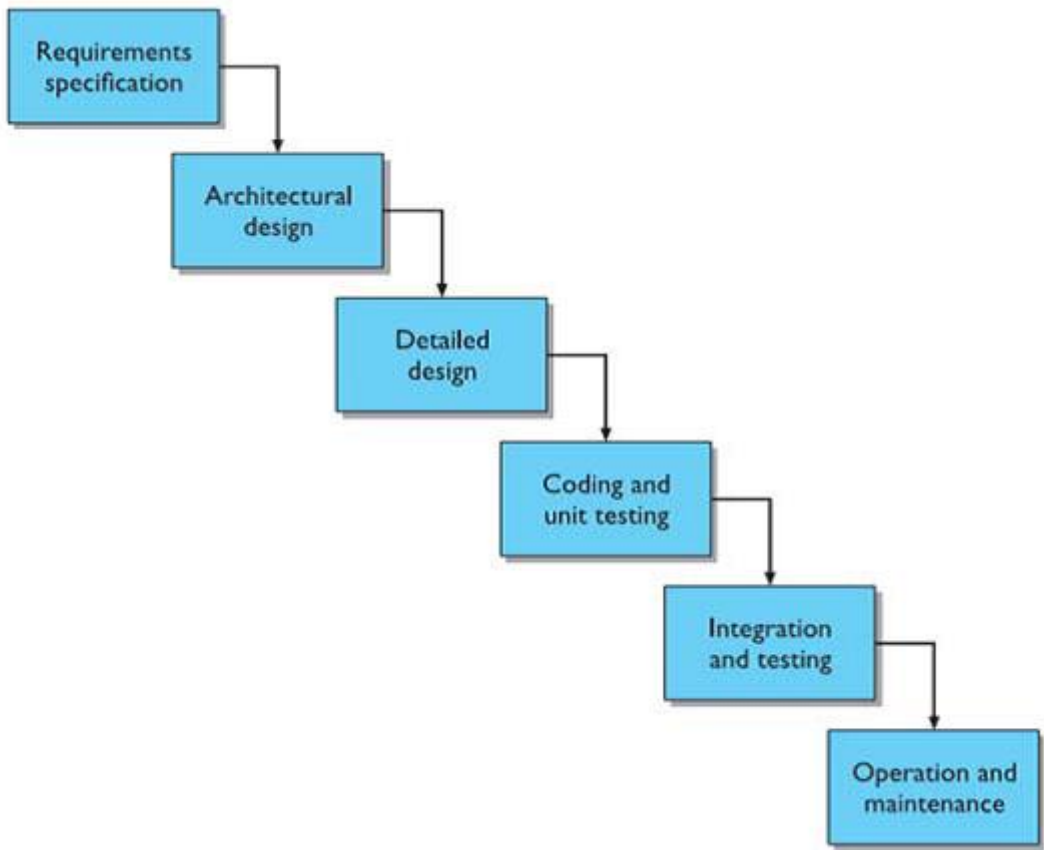 Requirements
specification
Architectural
design
Detailed
design
Coding and
unit testing
Integration
and testing
Operation and
maintenance